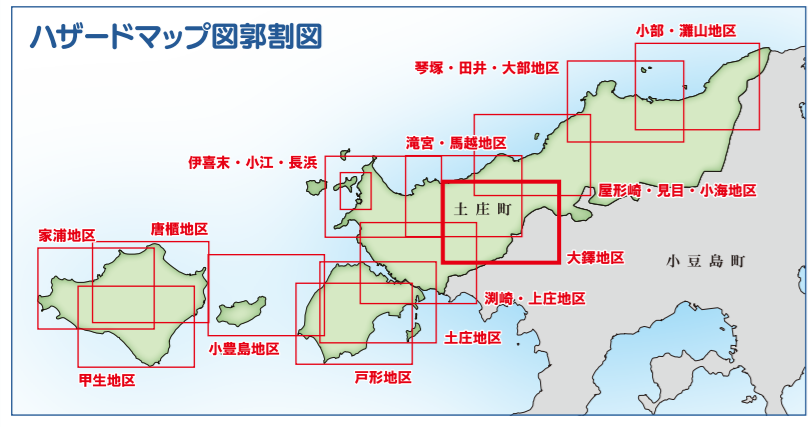 ハザードマップ図郭割図
小部・灘山地区
琴塚・田井・大部地区
滝宮・馬越地区
伊喜末・小江・長浜
屋形崎・見目・小海地区
土庄町
大鐸地区
小豆島町
唐櫃地区
家浦地区
渕崎・上庄地区
土庄地区
小豊島地区
戸形地区
甲生地区